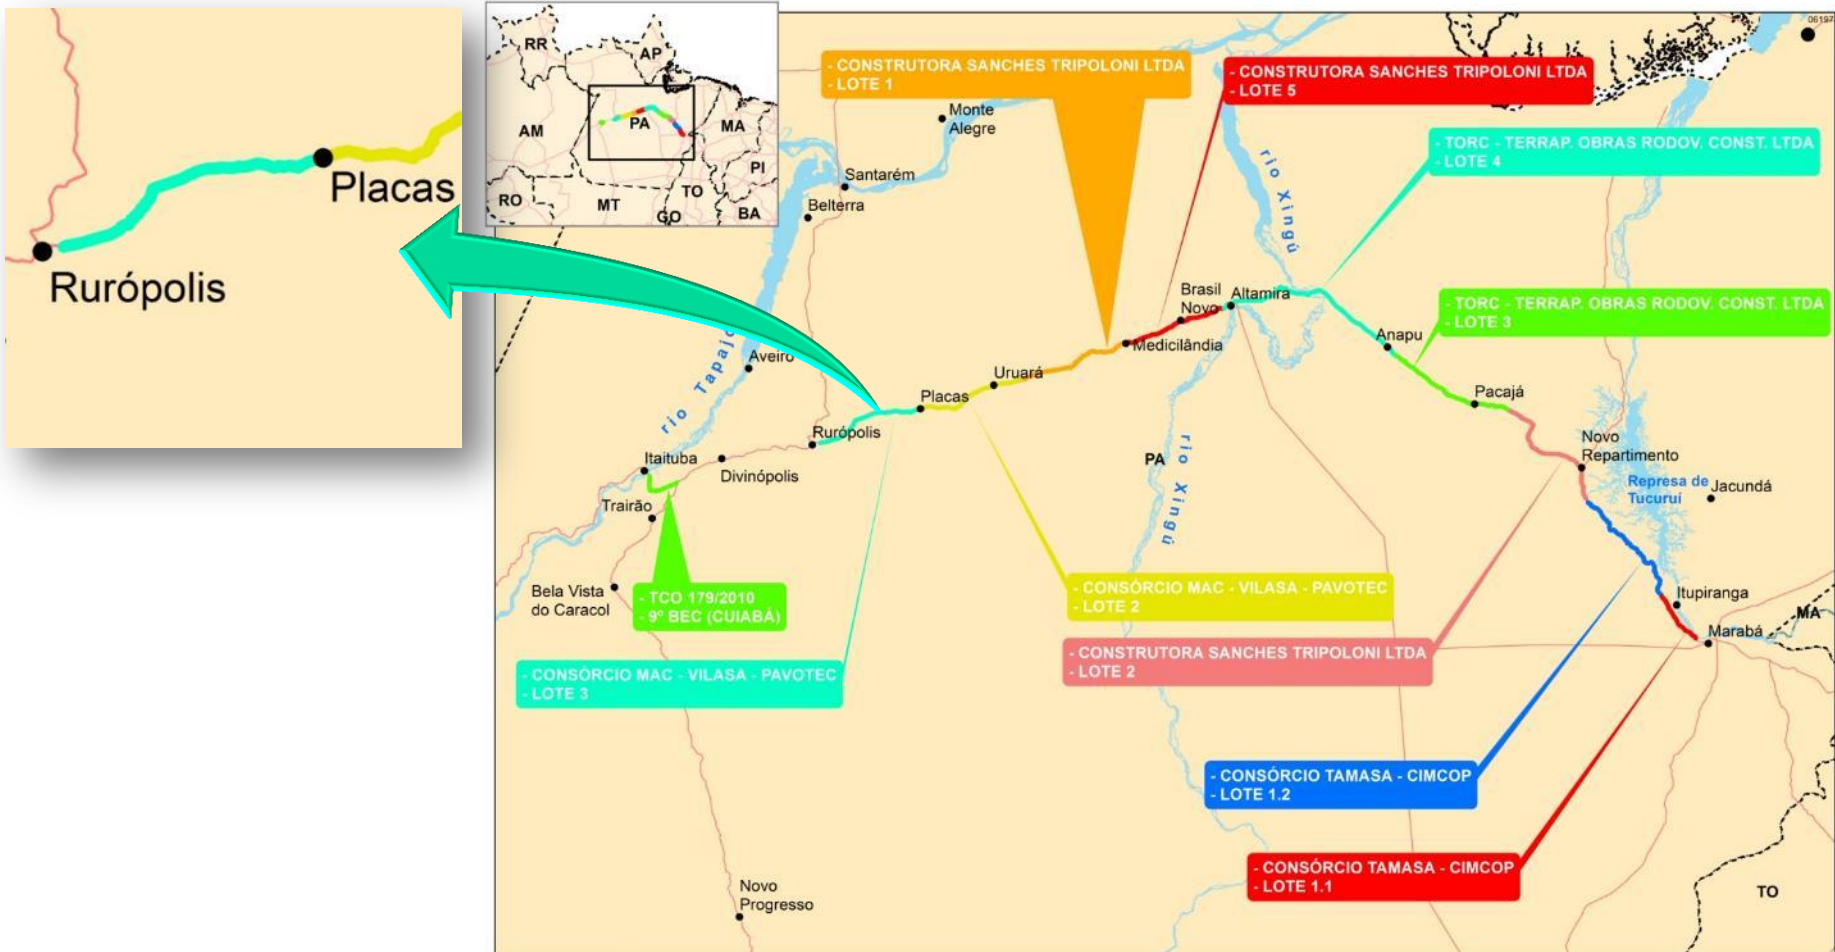 Placas
Rurópolis
RR
AP
AM
PA
MA
PI
RO
MT
TO
GO
BA
- CONSTRUTORA SANCHES TRIPOLONI LTDA
- LOTE 1
- CONSTRUTORA SANCHES TRIPOLONI LTDA
- LOTE 5
- TORC - TERRAP. OBRAS RODOV. CONST. LTDA
- LOTE 4
Monte
Alegre
Santarém
Belterra
rio Xingú
Brasil
Novo
Altamira
- TORC - TERRAP. OBRAS RODOV. CONST. LTDA
- LOTE 3
Anapu
Medicilândia
rio Tapajó
Aveiro
Uruará
Placas
Pacajá
Rurópolis
Novo
Repartimento
Itaituba
Divinópolis
PA
rio Xingú
Represa de
Tucuruí
Jacundá
Trairão
Bela Vista
do Caracol
- TCO 179/2010
- 9º BEC (CUIABÁ)
- CONSÓRCIO MAC - VILASA - PAVOTEC
- LOTE 2
Itupiranga
MA
Marabá
- CONSTRUTORA SANCHES TRIPOLONI LTDA
- LOTE 2
- CONSÓRCIO MAC - VILASA - PAVOTEC
- LOTE 3
- CONSÓRCIO TAMASA - CIMCOP
- LOTE 1.2
- CONSÓRCIO TAMASA - CIMCOP
- LOTE 1.1
Novo
Progresso
TO